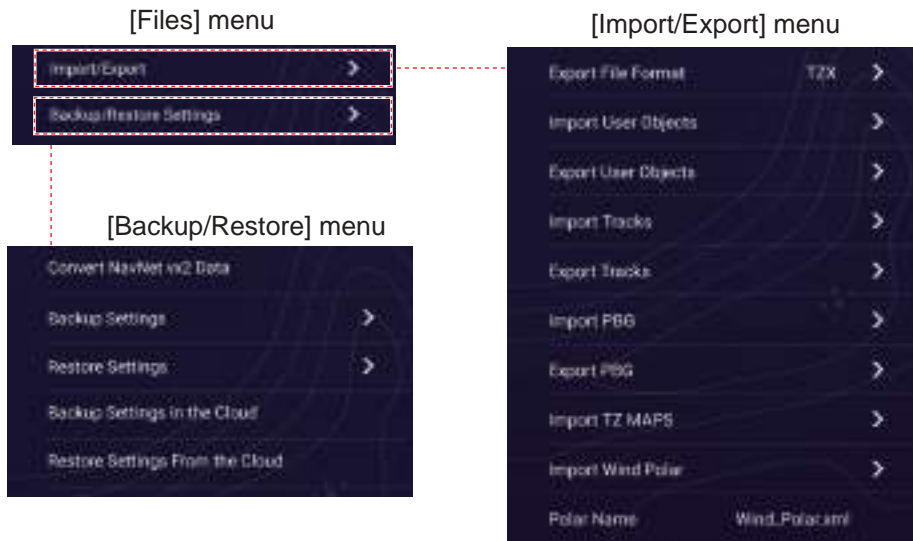 [Files] menu
Import/Export
Backup/Restore Settings
[Backup/Restore] menu
Convert NavNet vx2 Data
Backup Settings
Restore Settings
Backup Settings in the Cloud
Restore Settings From the Cloud
[Import/Export] menu
Export File Format TZX
Import User Objects
Export User Objects
Import Tracks
Export Tracks
Import PBG
Export PBG
Import TZ MAPS
Import Wind Polar
Polar Name Wind_Polar.xml